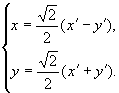 x = √2/2 (x′ − y′),
y = √2/2 (x′ + y′).